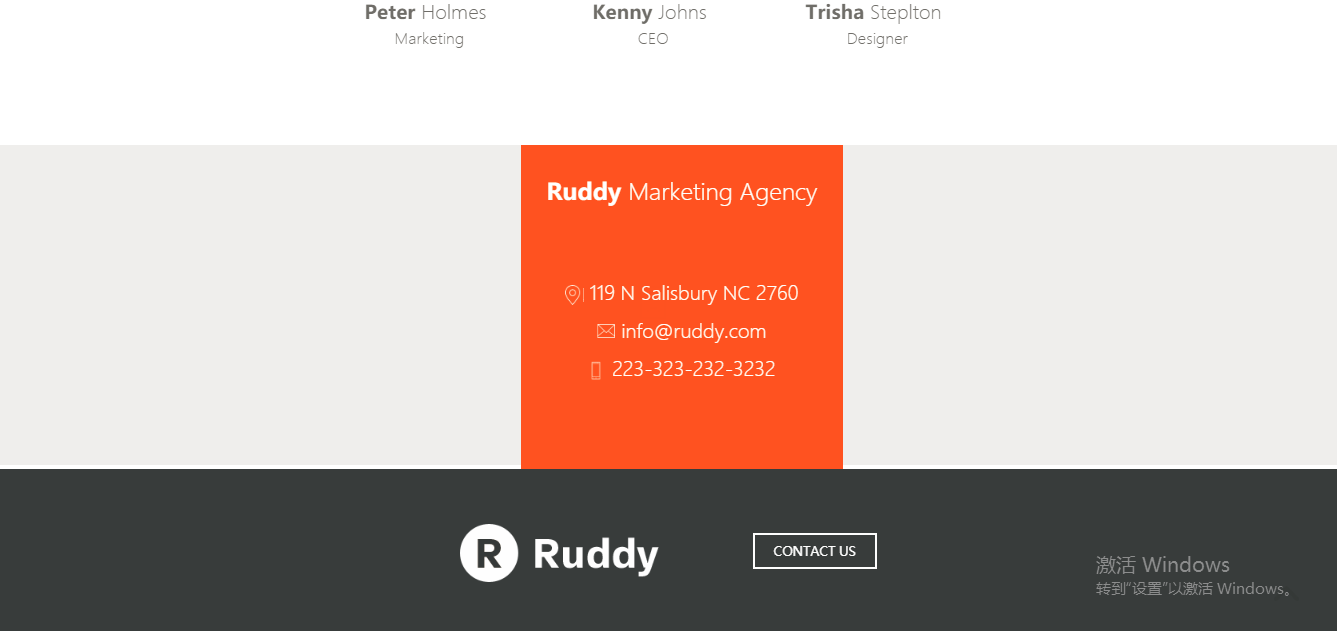 Peter Holmes Kenny Johns Trisha Steplton
Marketing CEO Designer
Ruddy Marketing Agency
119 N Salisbury NC 2760
info@ruddy.com
223-323-232-3232
R Ruddy CONTACT US
激活 Windows
转到"设置"以激活 Windows。